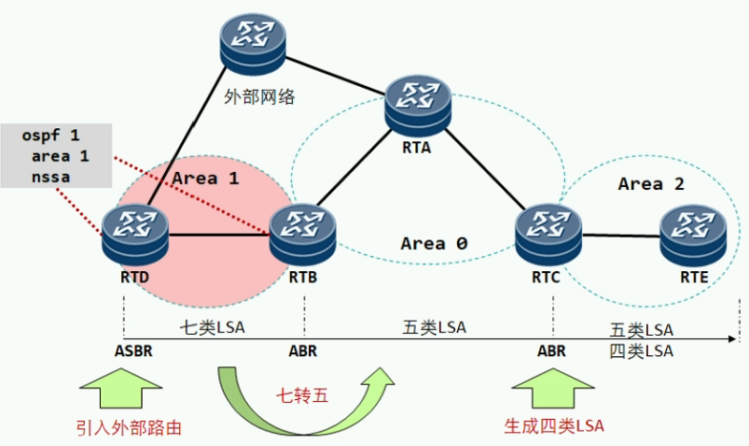 外部网络
RTA
ospf 1
area 1
nssa
Area 1
Area 2
Area 0
RTD
RTB
RTC
RTE
七类LSA
五类LSA
五类LSA
四类LSA
ASBR
ABR
ABR
七转五
引入外部路由
生成四类LSA